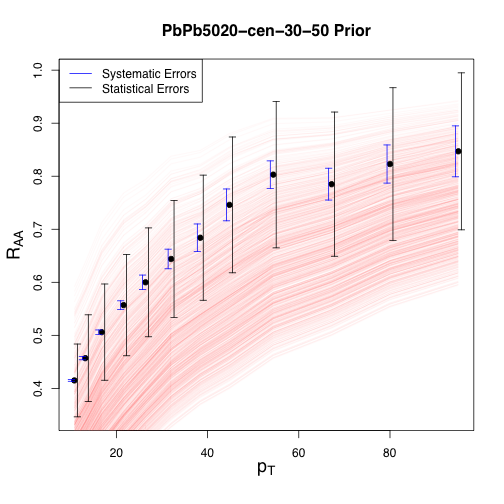 PbPb5020−cen−30−50 Prior
Systematic Errors
Statistical Errors
1.0
0.9
0.8
0.7
0.6
0.5
0.4
RAA
20
40
60
80
pT